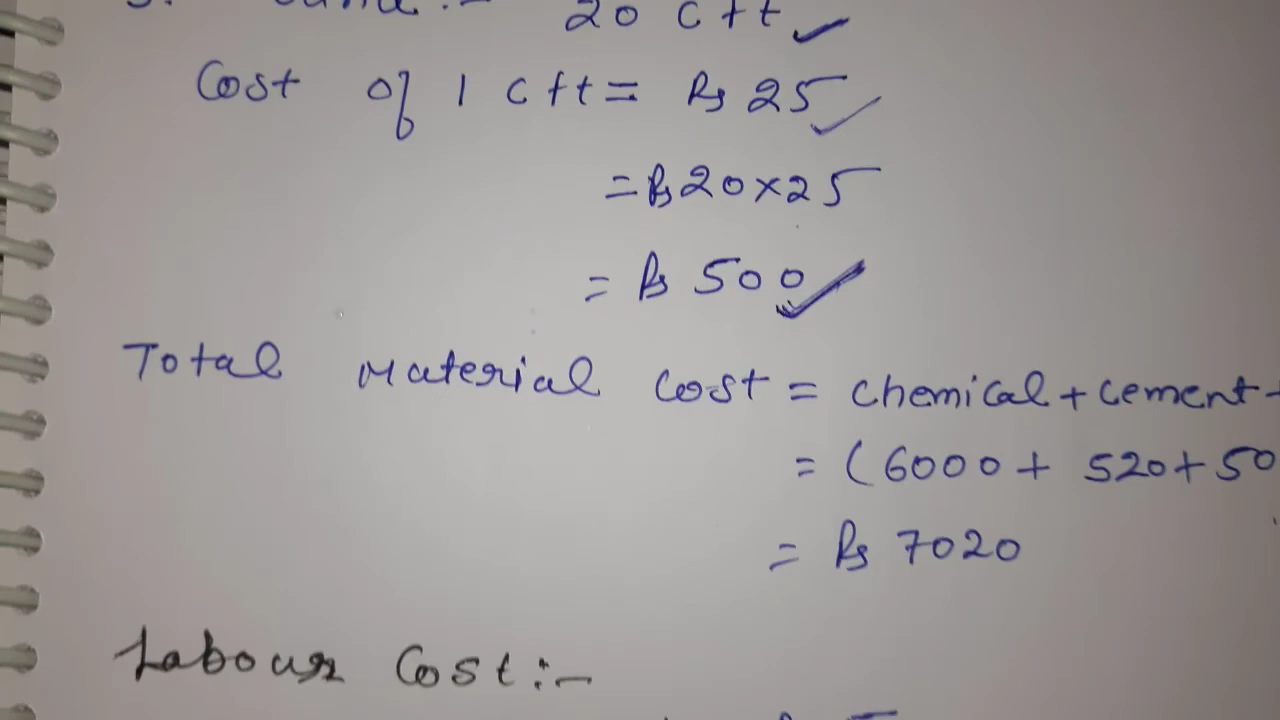 20 cft
Cost of 1 cft = Rs 25
= Rs 20×25
= Rs 500
Total Material cost = chemical + cement +
= (6000 + 520 + 50
= Rs 7020
Labour Cost :-